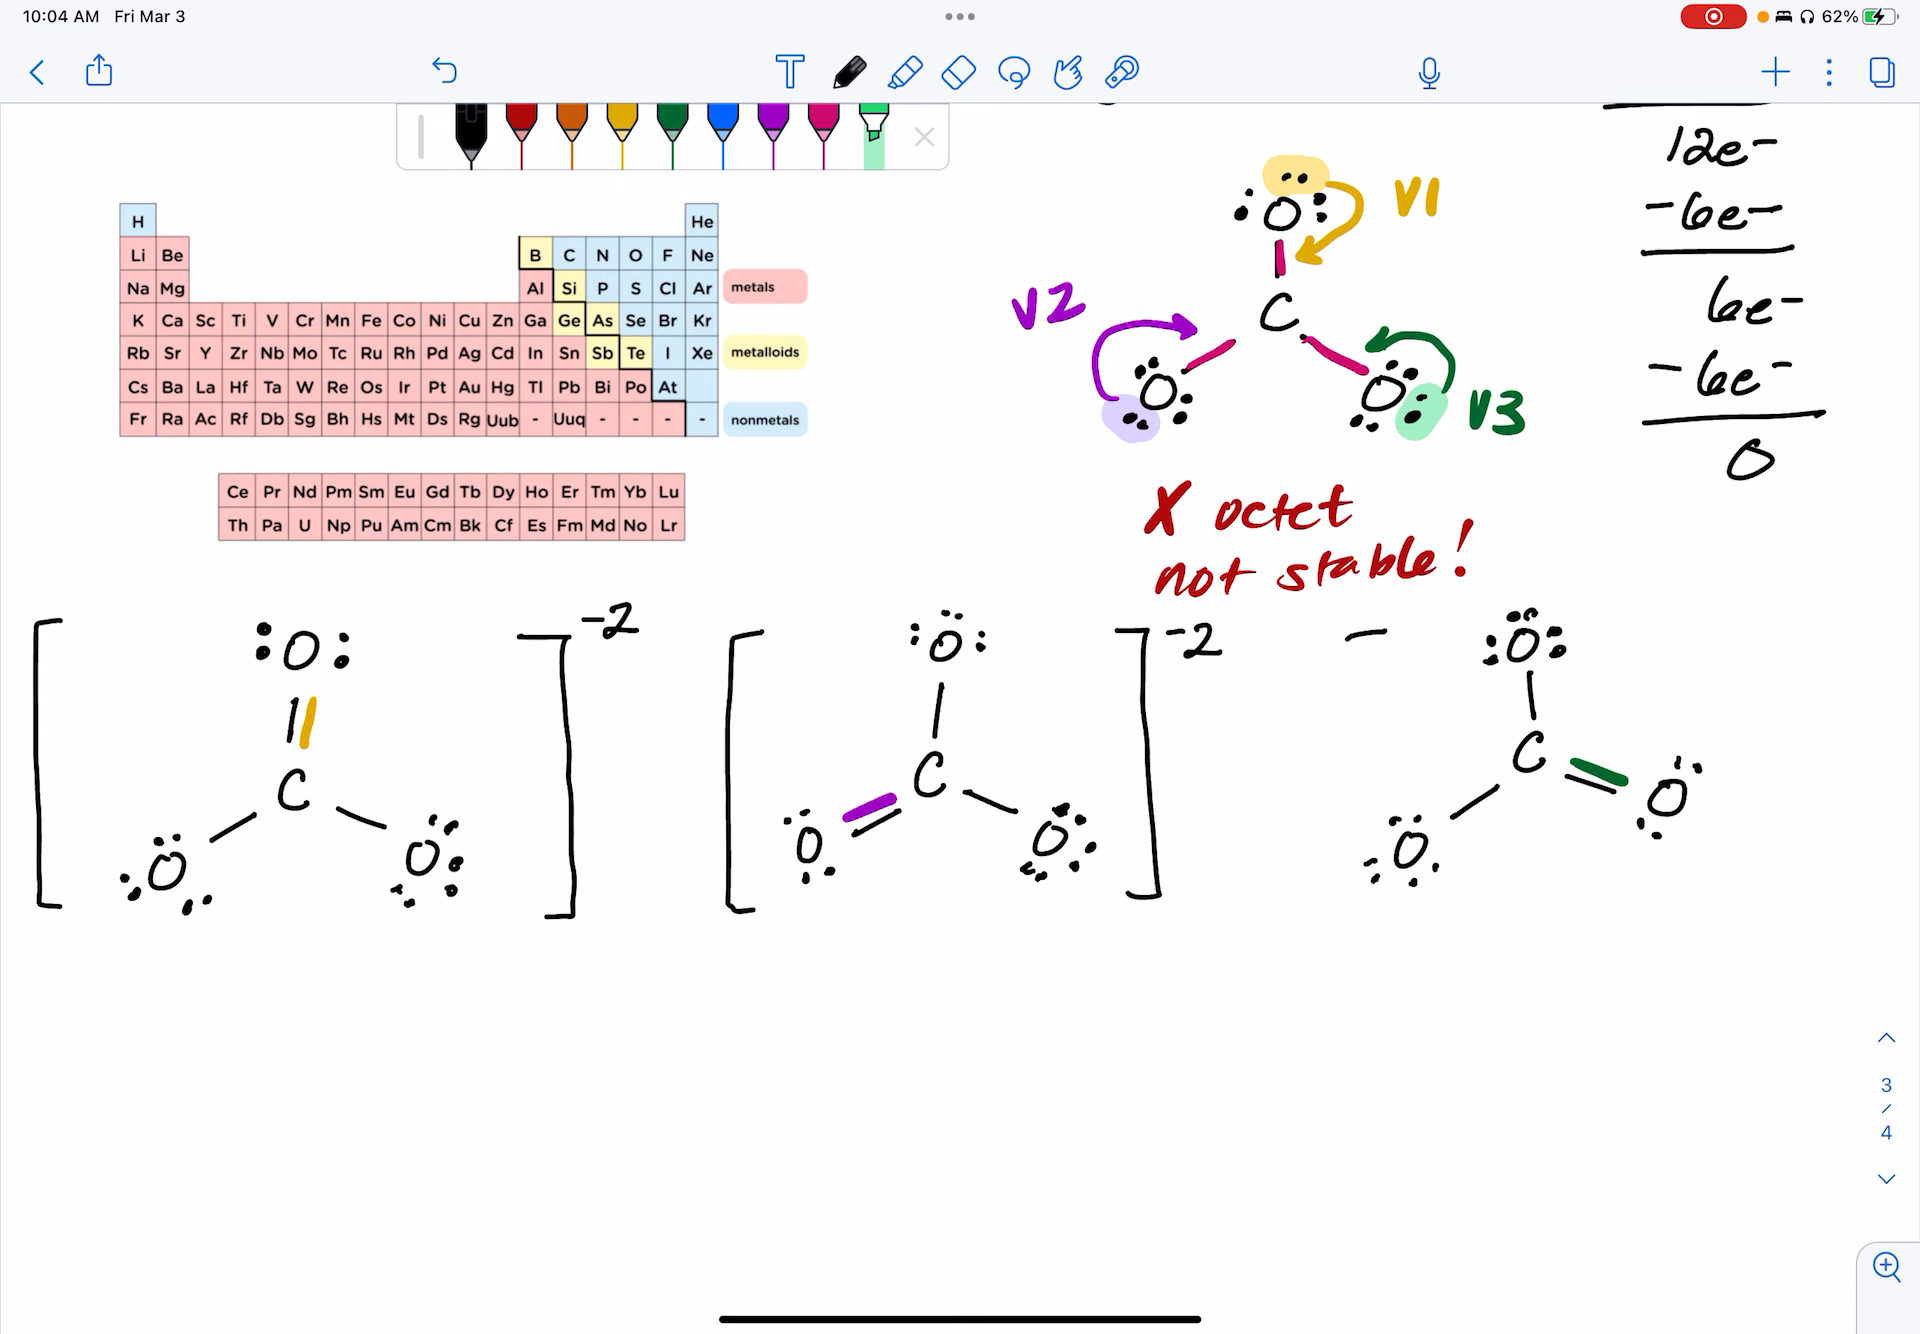 10:04 AM Fri Mar 3
62%
T
H He
Li Be B C N O F Ne
Na Mg Al Si P S Cl Ar
metals
K Ca Sc Ti V Cr Mn Fe Co Ni Cu Zn Ga Ge As Se Br Kr
Rb Sr Y Zr Nb Mo Tc Ru Rh Pd Ag Cd In Sn Sb Te I Xe
metalloids
Cs Ba La Hf Ta W Re Os Ir Pt Au Hg Tl Pb Bi Po At
Fr Ra Ac Rf Db Sg Bh Hs Mt Ds Rg Uub - Uuq - - - -
nonmetals
Ce Pr Nd Pm Sm Eu Gd Tb Dy Ho Er Tm Yb Lu
Th Pa U Np Pu Am Cm Bk Cf Es Fm Md No Lr
O V1
C
V2
O O V3
X octet
not stable!
12e-
-6e-
6e-
-6e-
0
O -2
C
O O
O -2
C
O O
O
C
O O
3
/
4